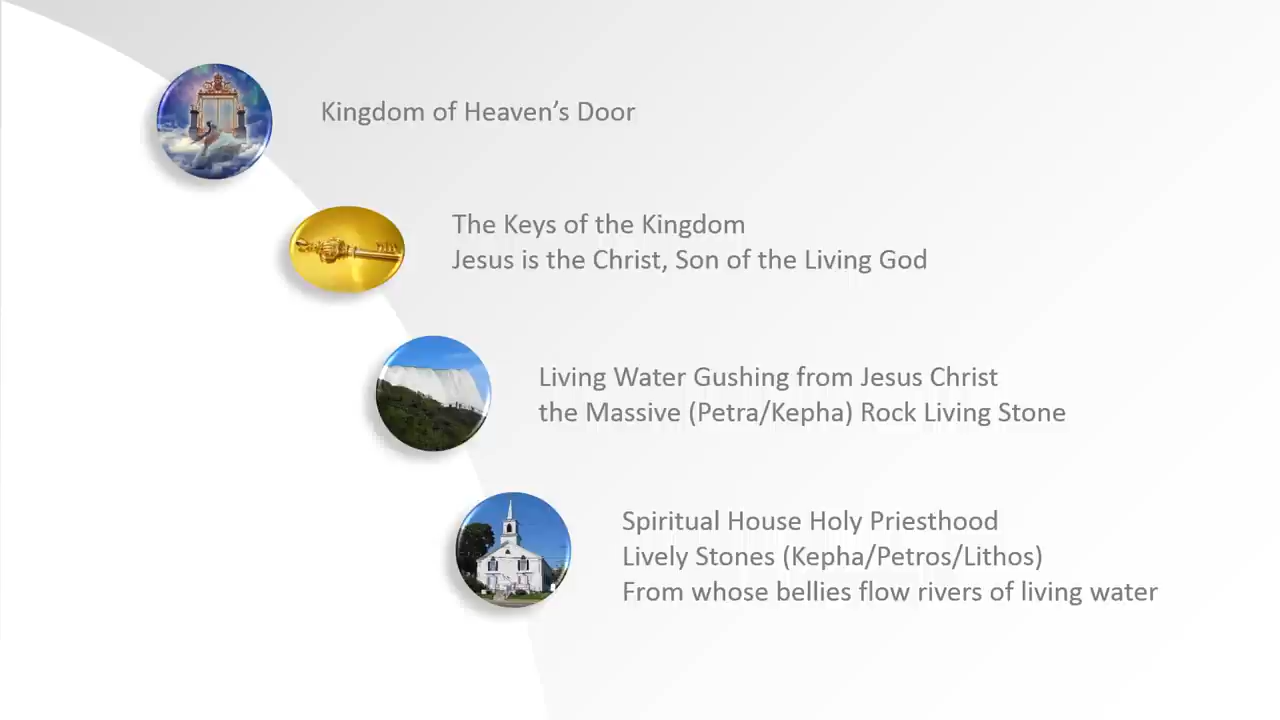 Kingdom of Heaven’s Door
The Keys of the Kingdom
Jesus is the Christ, Son of the Living God
Living Water Gushing from Jesus Christ
the Massive (Petra/Kepha) Rock Living Stone
Spiritual House Holy Priesthood
Lively Stones (Kepha/Petros/Lithos)
From whose bellies flow rivers of living water